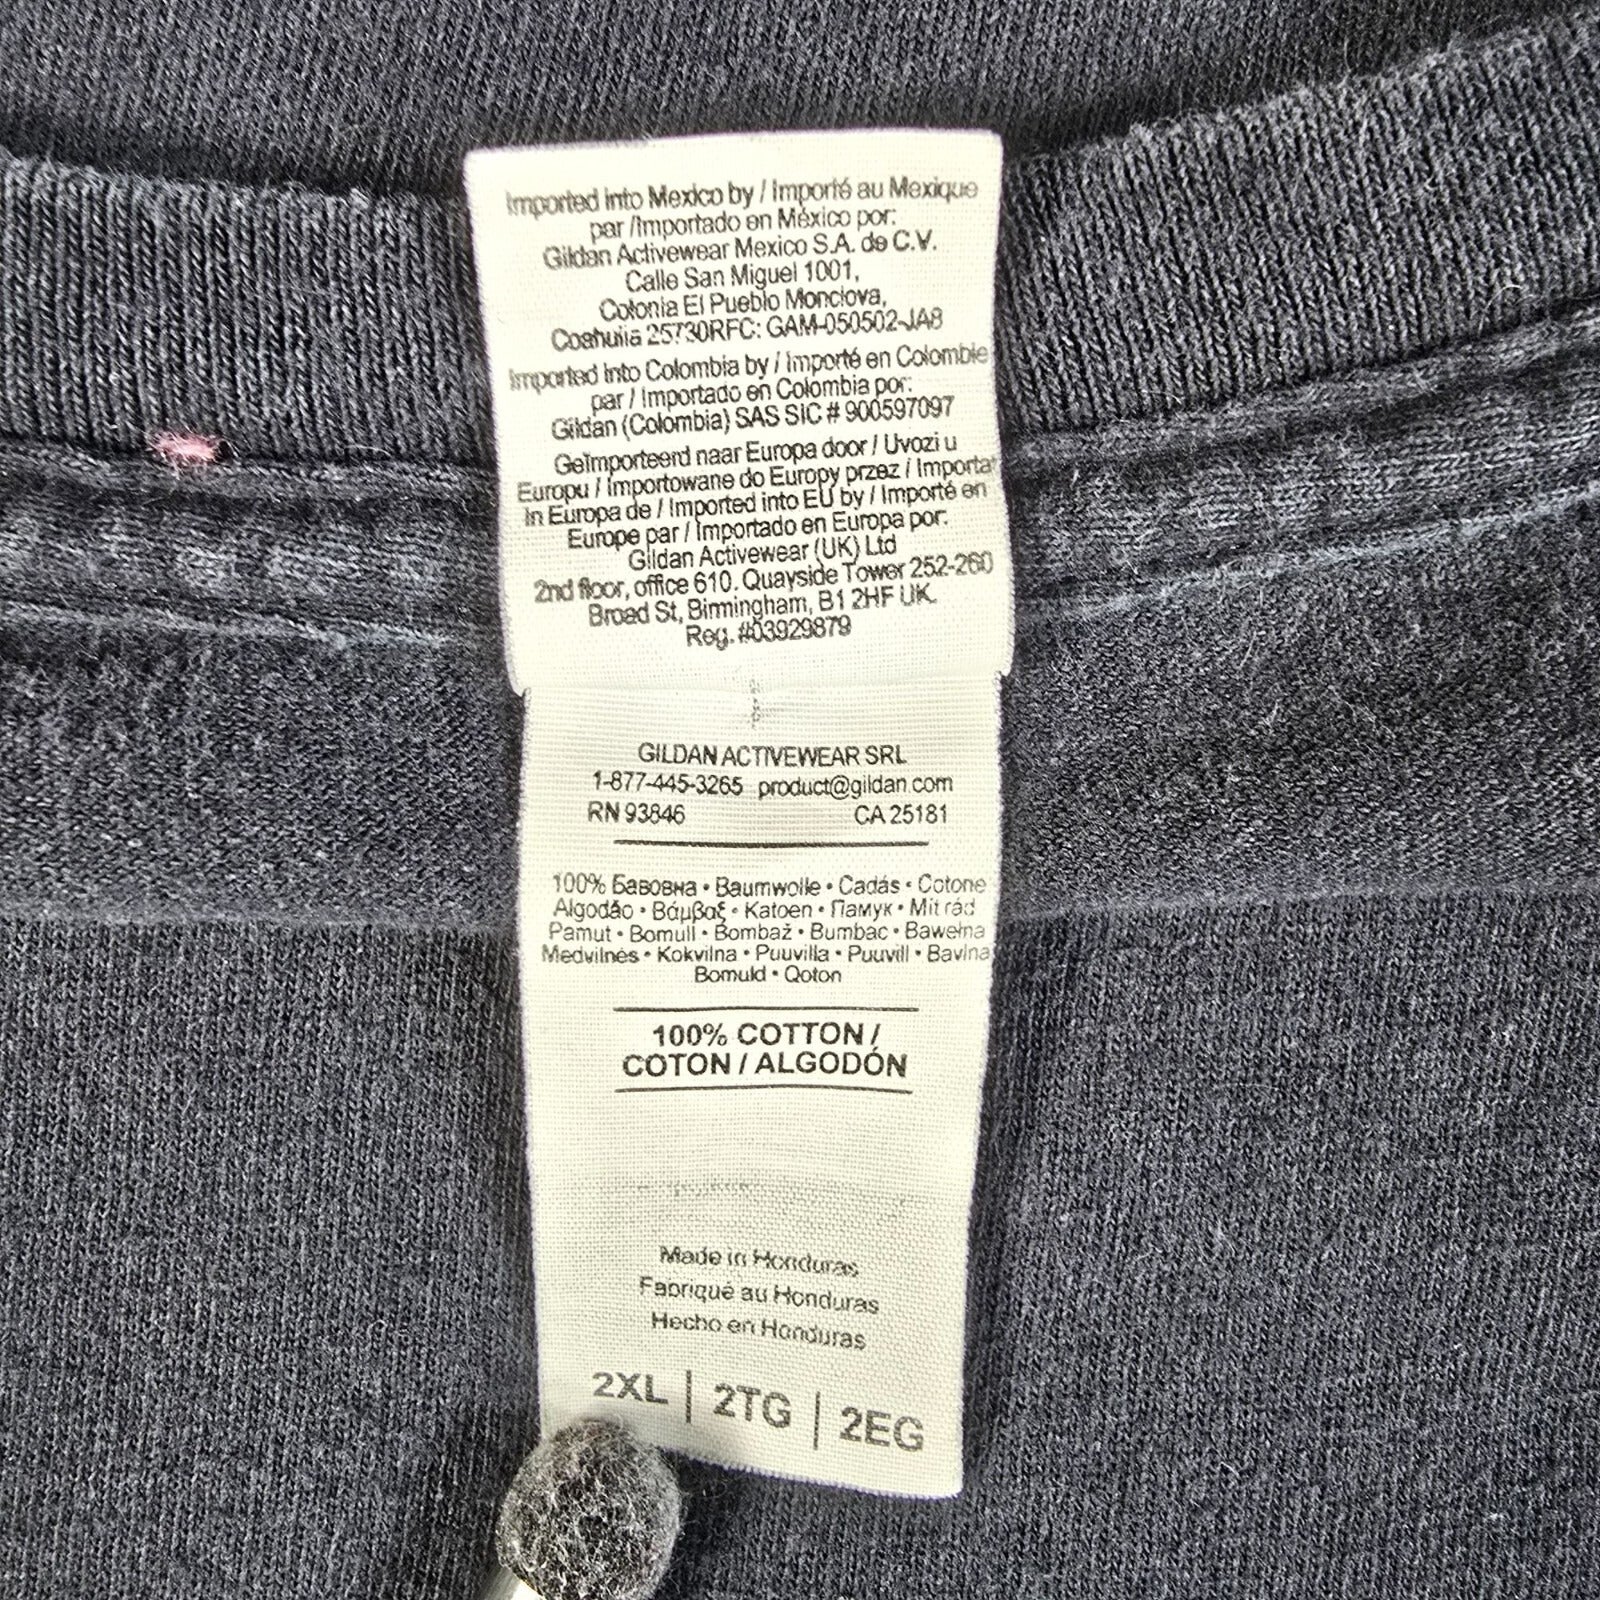 Imported into Mexico by / Importé au Mexique
par /Importado en México por:
Gildan Activewear Mexico S.A. de C.V.
Calle San Miguel 1001,
Colonia El Pueblo Monclova,
Coahuila 25730RFC: GAM-050502-JA8
Imported into Colombia by / Importé en Colombie
par / Importado en Colombia por:
Gildan (Colombia) SAS SIC # 900597097
Geïmporteerd naar Europa door / Uvozi u
Europu / Importowane do Europy przez / Importat
în Europa de / Imported into EU by / Importé en
Europe par / Importado en Europa por:
Gildan Activewear (UK) Ltd
2nd floor, office 610. Quayside Tower 252-260
Broad St, Birmingham, B1 2HF UK.
Reg. #03929879
GILDAN ACTIVEWEAR SRL
1-877-445-3265 product@gildan.com
RN 93846 CA 25181
100% Бавовна • Baumwolle • Cadás • Cotone
Algodão • Βάμβαξ • Katoen • Памук • Mit rád
Pamut • Bomull • Bombaž • Bumbac • Bawełna
Medvilnės • Kokvilna • Puuvilla • Puuvill • Bavlna
Bomuld • Qoton
100% COTTON /
COTON / ALGODÓN
Made in Honduras
Fabriqué au Honduras
Hecho en Honduras
2XL | 2TG | 2EG